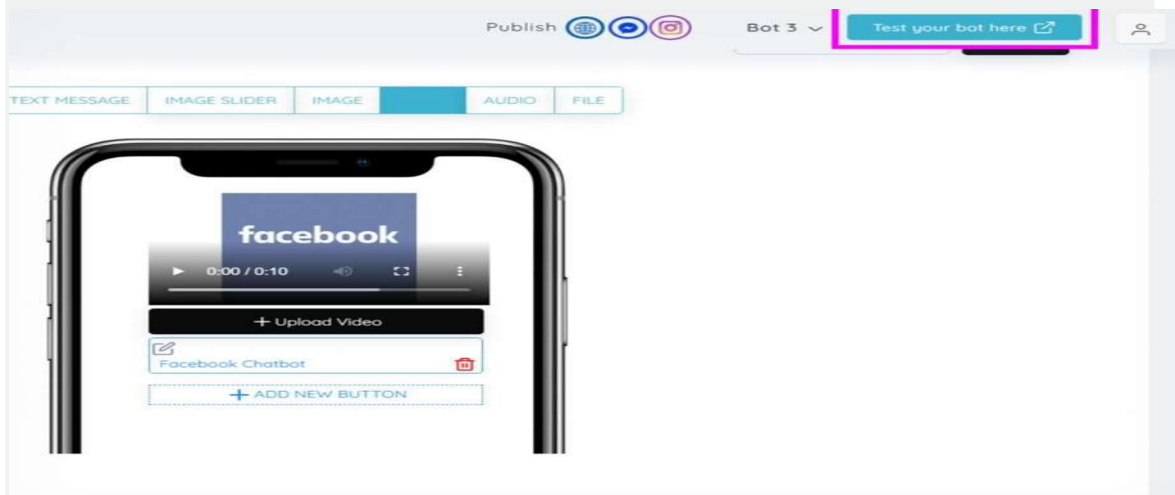 Publish Bot 3 Test your bot here
TEXT MESSAGE IMAGE SLIDER IMAGE AUDIO FILE
facebook
0:00 / 0:10
+ Upload Video
Facebook Chatbot
+ ADD NEW BUTTON